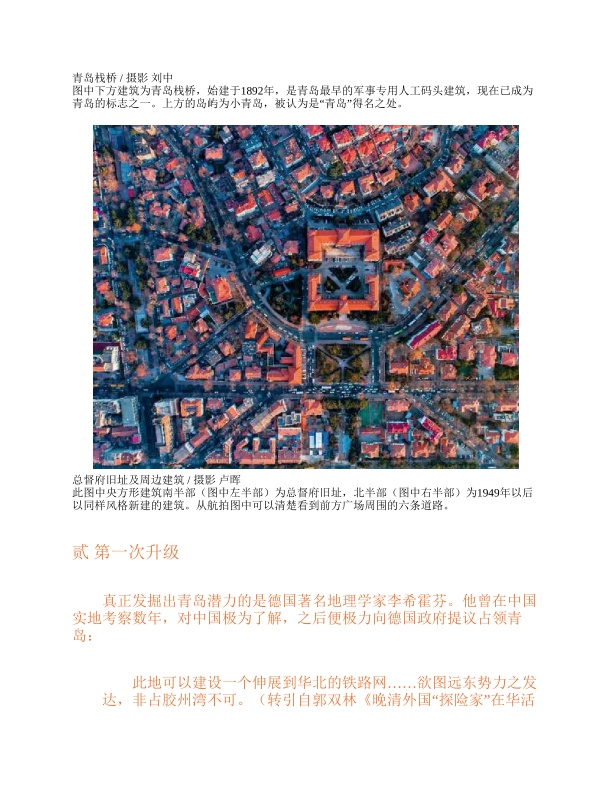 青岛栈桥 / 摄影 刘中
图中下方建筑为青岛栈桥，始建于1892年，是青岛最早的军事专用人工码头建筑，现在已成为
青岛的标志之一。上方的岛屿为小青岛，被认为是“青岛”得名之处。
总督府旧址及周边建筑 / 摄影 卢晖
此图中央方形建筑南半部（图中左半部）为总督府旧址，北半部（图中右半部）为1949年以后
以同样风格新建的建筑。从航拍图中可以清楚看到前方广场周围的六条道路。
贰 第一次升级
真正发掘出青岛潜力的是德国著名地理学家李希霍芬。他曾在中国
实地考察数年，对中国极为了解，之后便极力向德国政府提议占领青
岛：
此地可以建设一个伸展到华北的铁路网……欲图远东势力之发
达，非占胶州湾不可。（转引自郭双林《晚清外国“探险家”在华活